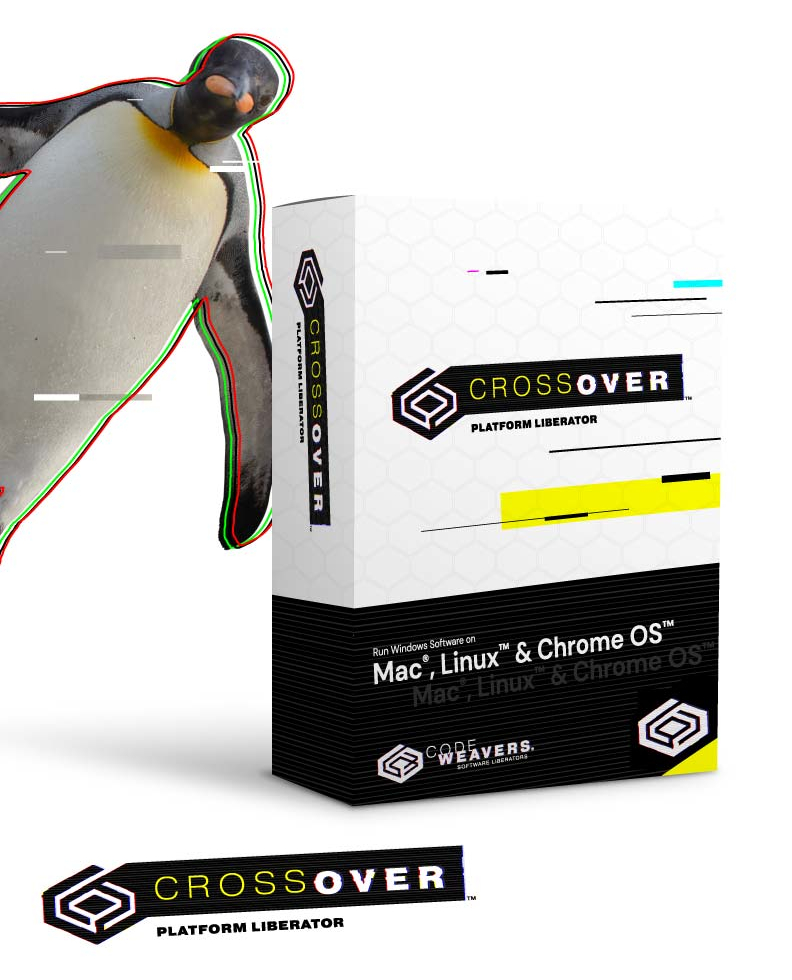 CROSSOVER
PLATFORM LIBERATOR
CROSSOVER™
PLATFORM LIBERATOR
Run Windows Software on
Mac®, Linux™ & Chrome OS™
Mac®, Linux™ & Chrome OS™
CODE
WEAVERS®
SOFTWARE LIBERATORS
CROSSOVER™
PLATFORM LIBERATOR